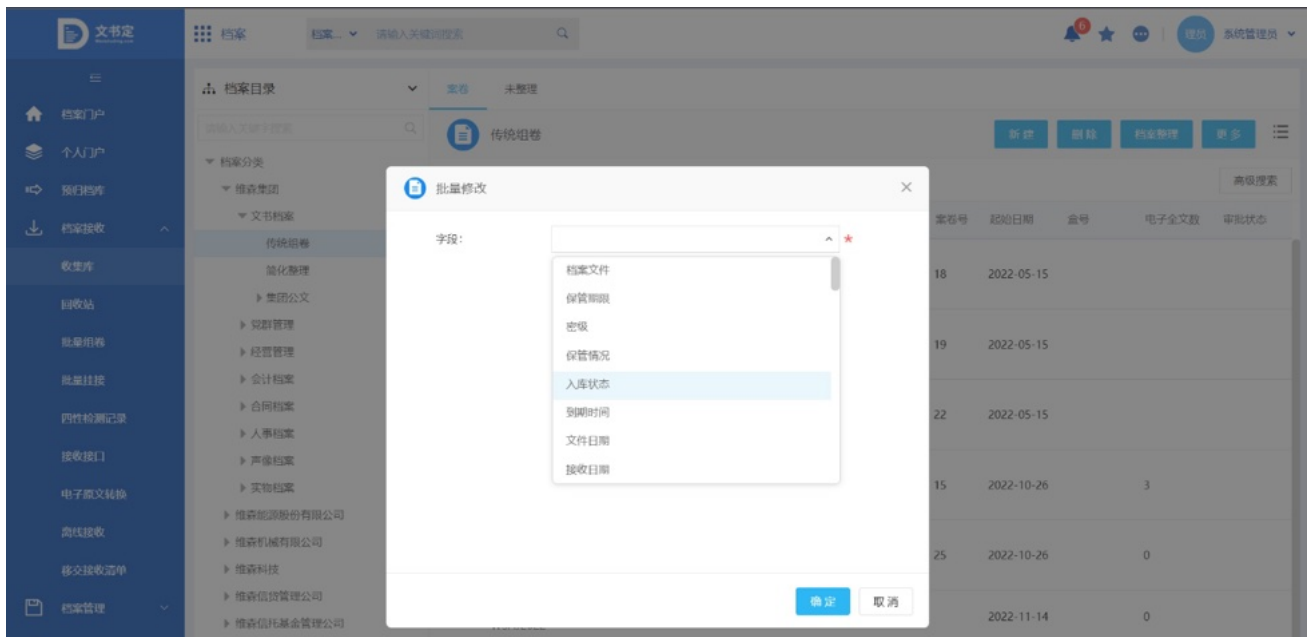 文书定
档案
档案...
请输入关键词搜索
6
理员
系统管理员
档案门户
个人门户
预归档库
档案接收
收集库
回收站
批量组卷
批量挂接
四性检测记录
接收接口
电子原文转换
离线接收
移交接收清单
档案管理
档案目录
请输入关键字搜索
档案分类
维森集团
文书档案
传统组卷
简化整理
集团公文
党群管理
经营管理
会计档案
合同档案
人事档案
声像档案
实物档案
维森能源股份有限公司
维森机械有限公司
维森科技
维森信贷管理公司
维森信托基金管理公司
案卷
未整理
传统组卷
新建
删除
档案整理
更多
高级搜索
案卷号
起始日期
盒号
电子全文数
审批状态
18
2022-05-15
19
2022-05-15
22
2022-05-15
15
2022-10-26
3
25
2022-10-26
0
2022-11-14
0
批量修改
字段:
*
档案文件
保管期限
密级
保管情况
入库状态
到期时间
文件日期
接收日期
确定
取消